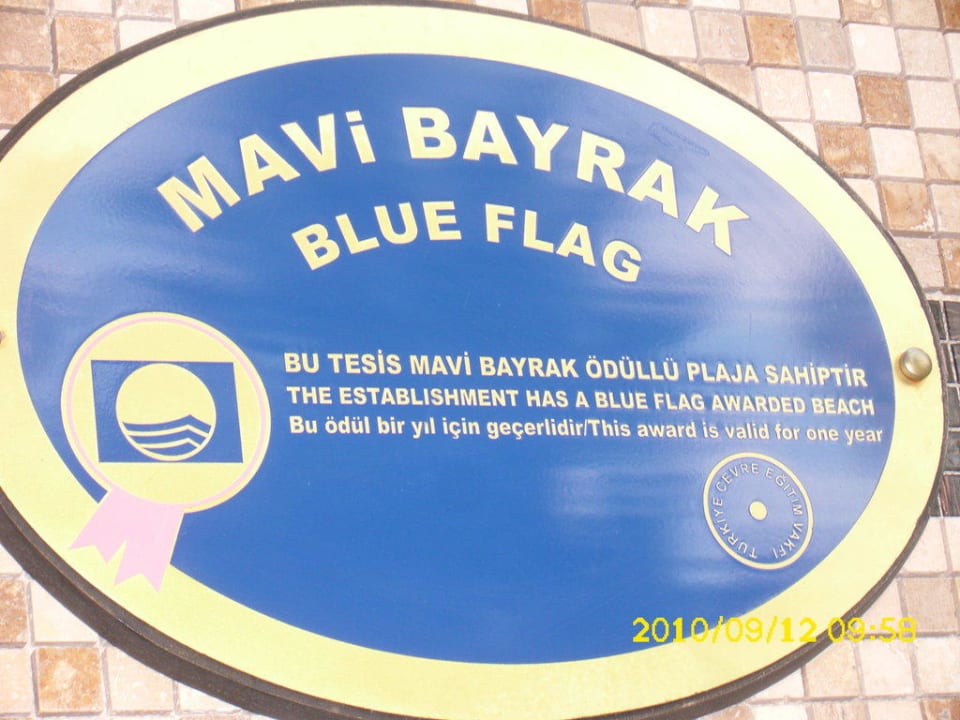 MAVi BAYRAK
BLUE FLAG
BU TESİS MAVİ BAYRAK ÖDÜLLÜ PLAJA SAHİPTİR
THE ESTABLISHMENT HAS A BLUE FLAG AWARDED BEACH
Bu ödül bir yıl için geçerlidir/This award is valid for one year
TÜRKİYE ÇEVRE EĞİTİM VAKFI
2010/09/12 09:58